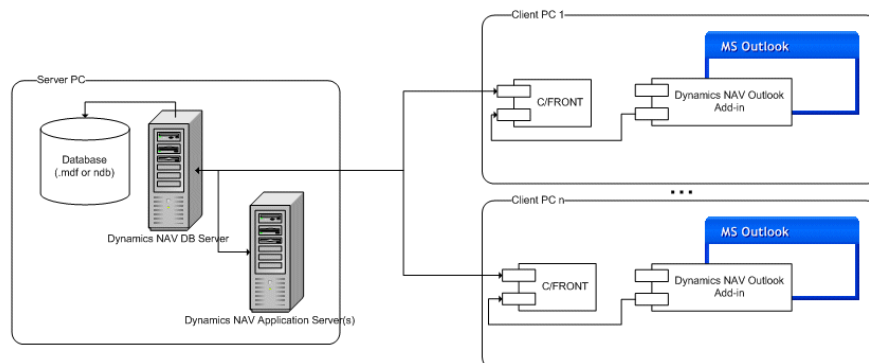 Server PC
Database
(.mdf or ndb)
Dynamics NAV DB Server
Dynamics NAV Application Server(s)
Client PC 1
MS Outlook
C/FRONT
Dynamics NAV Outlook
Add-in
...
Client PC n
MS Outlook
C/FRONT
Dynamics NAV Outlook
Add-in